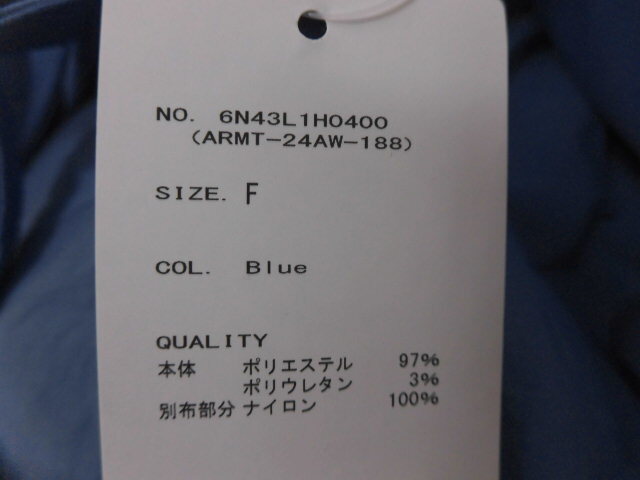 NO. 6N43L1H0400
(ARMT-24AW-188)
SIZE. F
COL. Blue
QUALITY
本体 ポリエステル 97%
ポリウレタン 3%
別布部分 ナイロン 100%